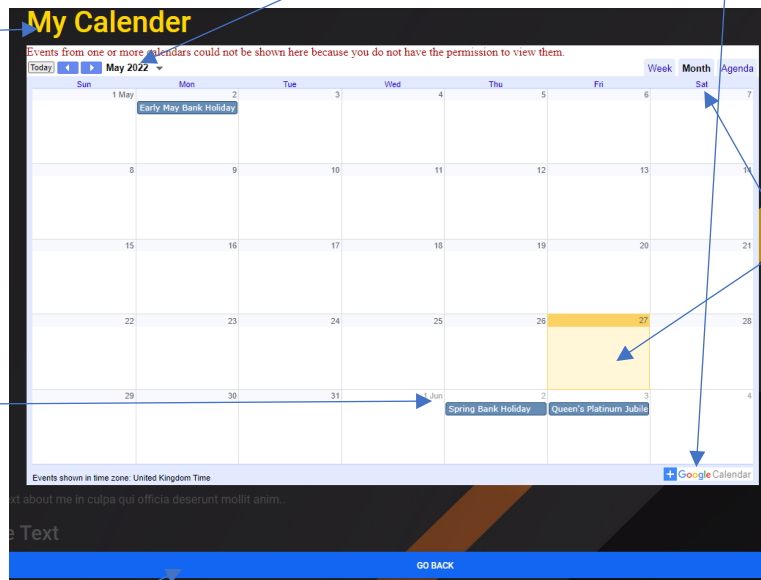 My Calender
Events from one or more calendars could not be shown here because you do not have the permission to view them.
Today May 2022 Week Month Agenda
Sun Mon Tue Wed Thu Fri Sat
1 May 2 3 4 5 6 7
Early May Bank Holiday
8 9 10 11 12 13 14
15 16 17 18 19 20 21
22 23 24 25 26 27 28
29 30 31 1 Jun 2 3 4
Spring Bank Holiday Queen's Platinum Jubile
Events shown in time zone: United Kingdom Time
Google Calendar
about me in culpa qui officia deserunt mollit anim..
Text
GO BACK